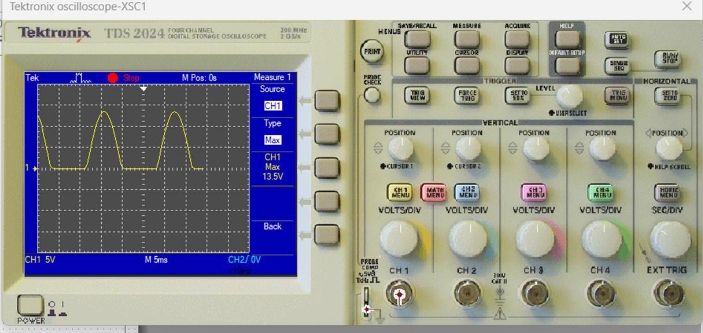 Tektronix oscilloscope-XSC1
Tektronix TDS 2024 FOUR CHANNEL DIGITAL STORAGE OSCILLOSCOPE 200 MHz 2 GS/s
Tek Stop M Pos: 0s Measure 1
Source
CH1
Type
Max
CH1
Max
13.5V
Back
1
CH1 5V M 5ms CH2/ 0V
POWER
MENUS
SAVE/RECALL MEASURE ACQUIRE HELP
UTILITY CURSOR DISPLAY DEFAULT SETUP
PRINT
AUTO SET
SINGLE SEQ
RUN/STOP
PROBE CHECK
TRIGGER
TRIG VIEW
FORCE TRIG
SET TO 50%
LEVEL
USER SELECT
TRIG MENU
HORIZONTAL
SET TO ZERO
VERTICAL
POSITION POSITION POSITION POSITION POSITION
CURSOR 1 CURSOR 2 HELP SCROLL
CH 1 MENU
MATH MENU
CH 2 MENU
CH 3 MENU
CH 4 MENU
HORIZ MENU
VOLTS/DIV VOLTS/DIV VOLTS/DIV VOLTS/DIV SEC/DIV
PROBE COMP
CH 1 CH 2 CH 3 CH 4 EXT TRIG